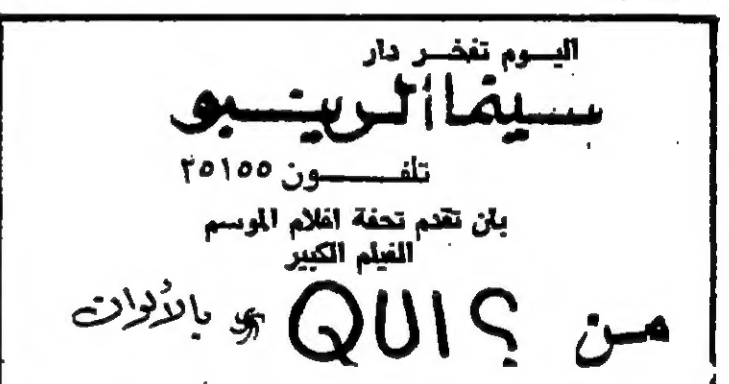 اليوم تفخر دار
سينما الرينبو
تلفون ٢٥١٥٥
بان تقدم تحفة افلام الموسم
الفيلم الكبير
من ؟ QUI بالألوان